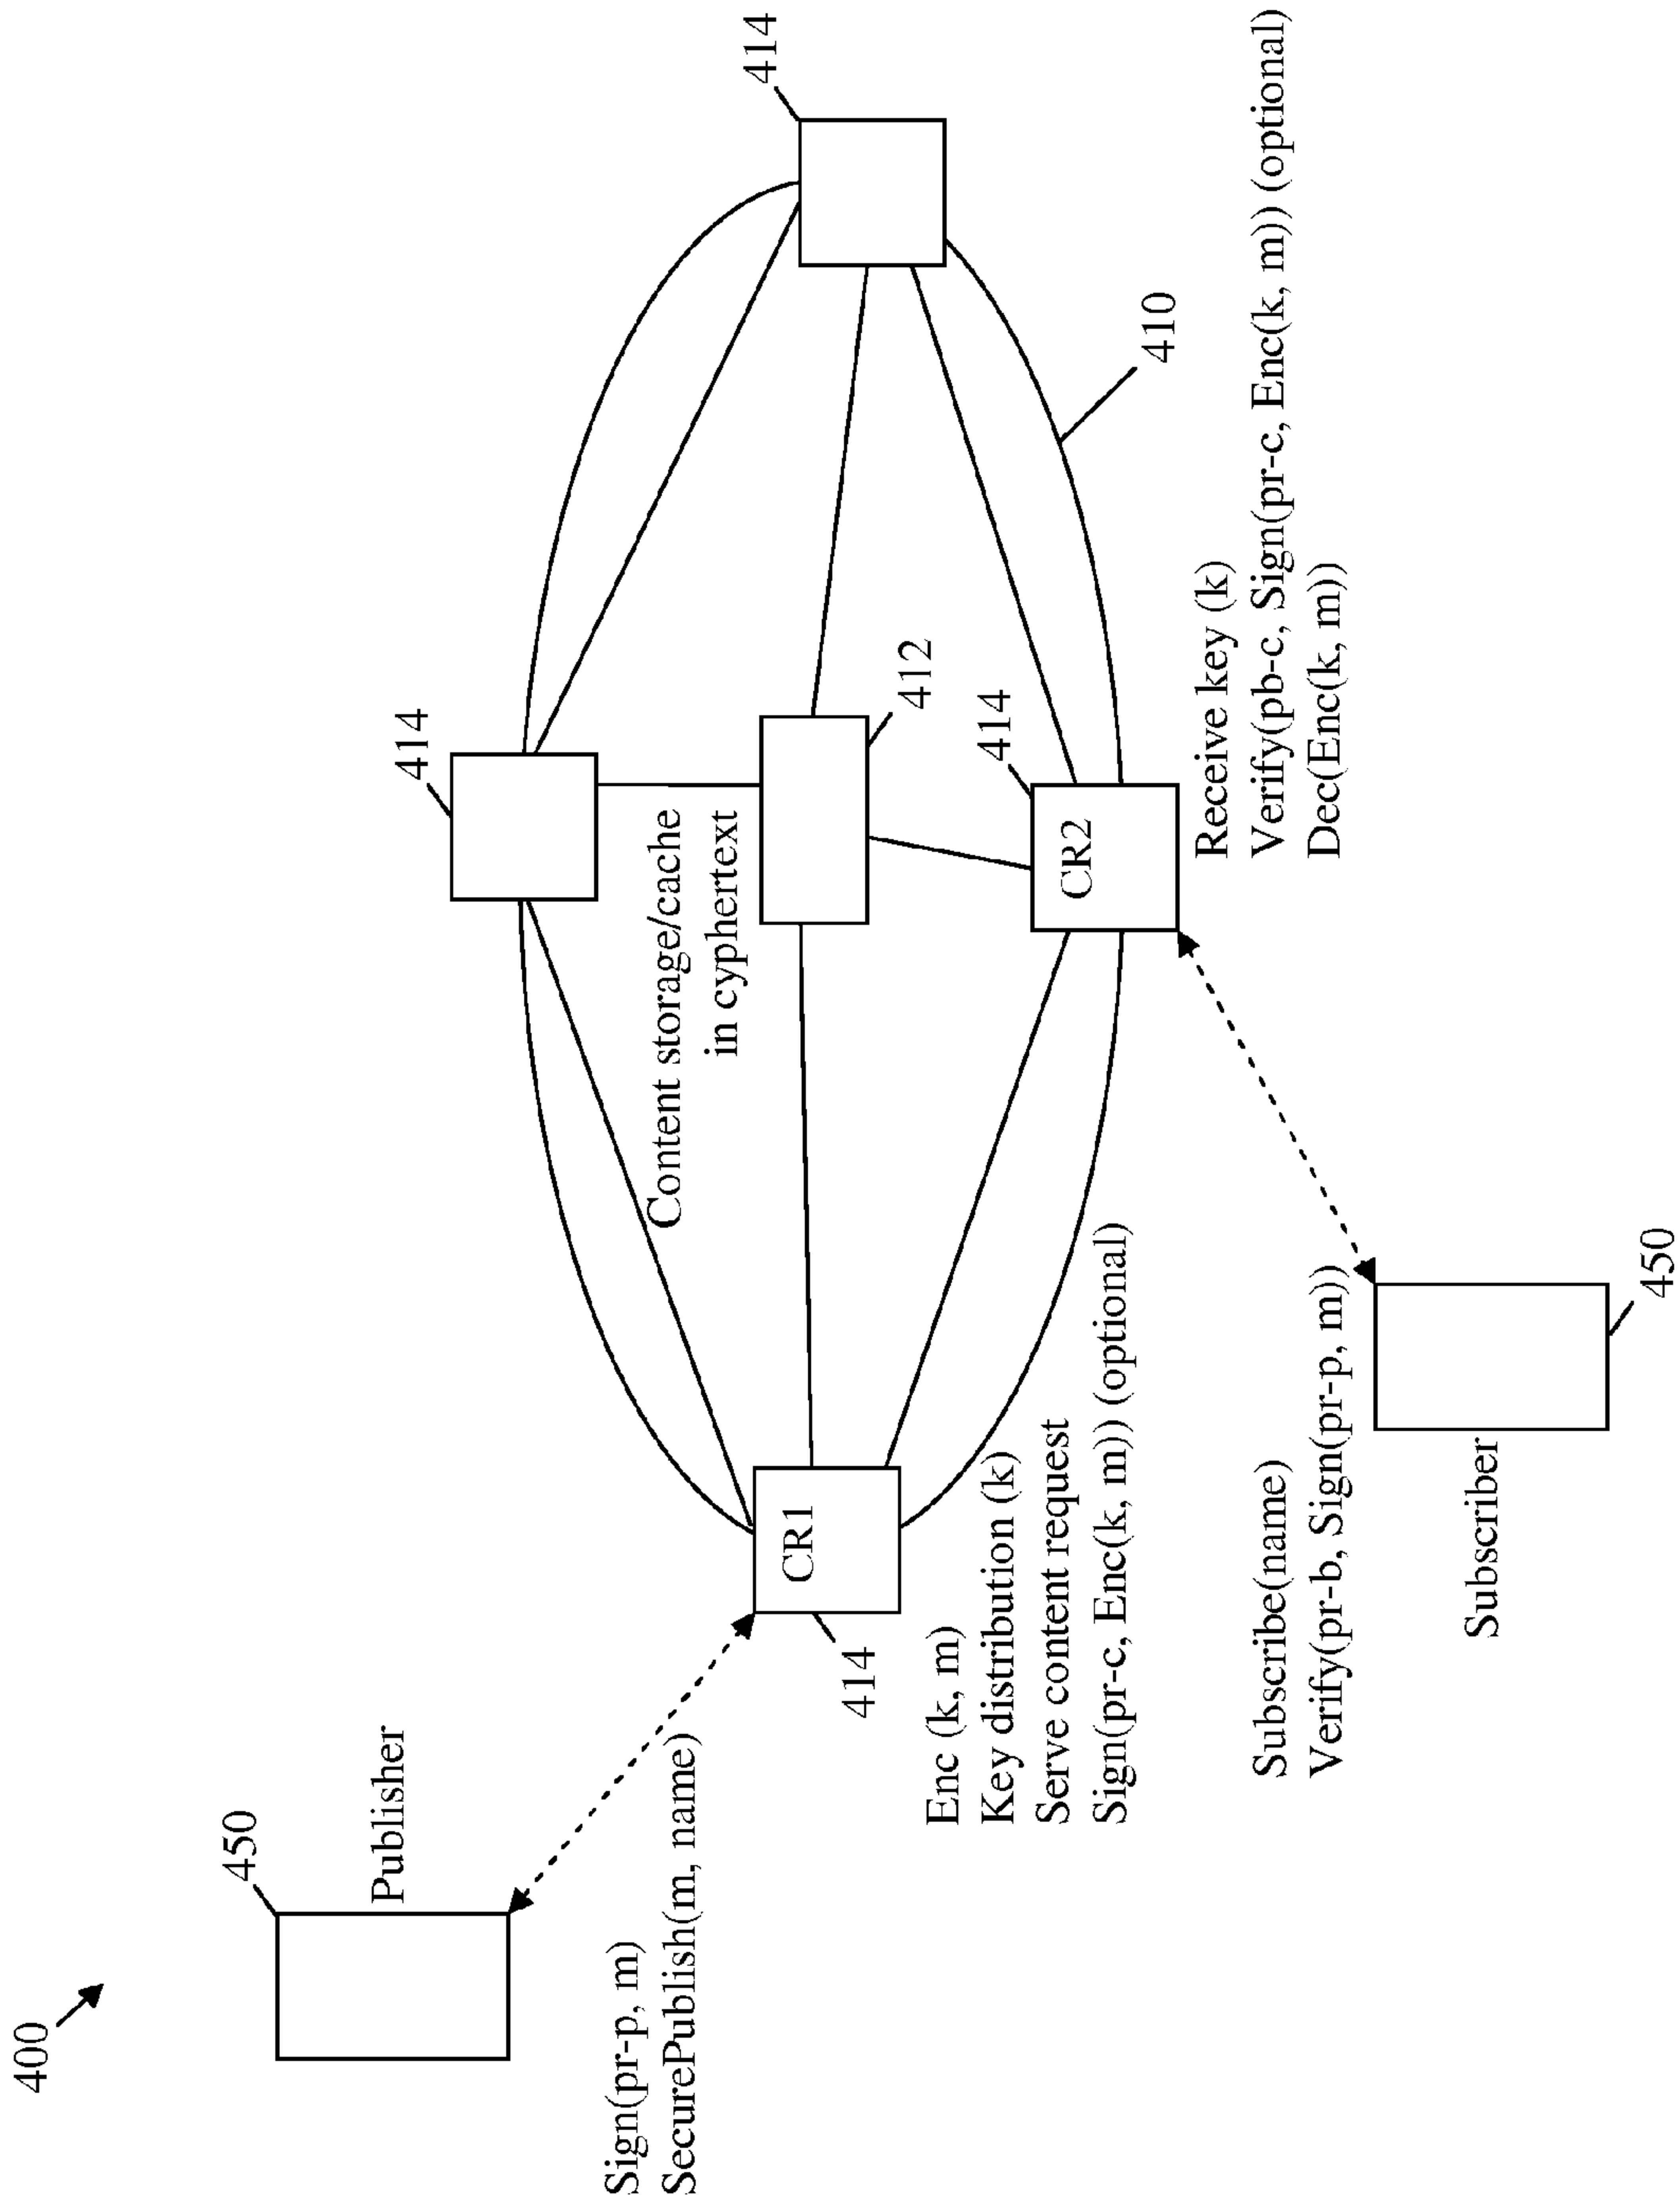 400
450
Publisher
Sign(pr-p, m)
SecurePublish(m, name)
414
CR1
Enc (k, m)
Key distribution (k)
Serve content request
Sign(pr-c, Enc(k, m)) (optional)
414
Content storage/cache
in cyphertext
412
414
CR2
414
410
Receive key (k)
Verify(pb-c, Sign(pr-c, Enc(k, m)) (optional)
Dec(Enc(k, m))
Subscribe(name)
Verify(pr-b, Sign(pr-p, m))
Subscriber
450